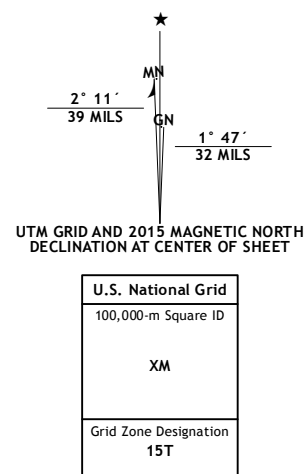 MN
2° 11´
39 MILS
GN
1° 47´
32 MILS
UTM GRID AND 2015 MAGNETIC NORTH
DECLINATION AT CENTER OF SHEET
U.S. National Grid
100,000-m Square ID
XM
Grid Zone Designation
15T